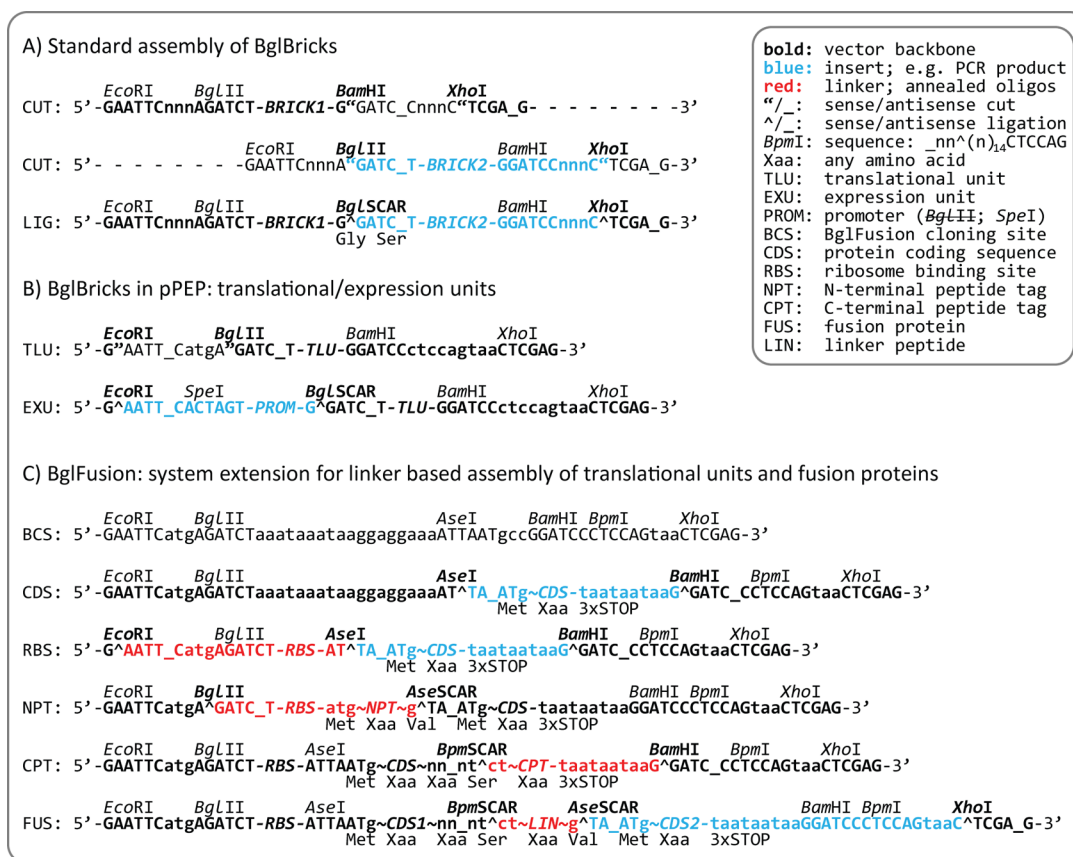 A) Standard assembly of BglBricks
EcoRI BglII BamHI XhoI
CUT: 5’-GAATTCnnnAGATCT-BRICK1-G“GATC_CnnnC“TCGA_G- - - - - - - -3’
EcoRI BglII BamHI XhoI
CUT: 5’- - - - - - - -GAATTCnnnA“GATC_T-BRICK2-GGATCCnnnC“TCGA_G-3’
EcoRI BglII BglSCAR BamHI XhoI
LIG: 5’-GAATTCnnnAGATCT-BRICK1-G^GATC_T-BRICK2-GGATCCnnnC^TCGA_G-3’
Gly Ser
B) BglBricks in pPEP: translational/expression units
EcoRI BglII BamHI XhoI
TLU: 5’-G”AATT_CatgA”GATC_T-TLU-GGATCCctccagtaaCTCGAG-3’
EcoRI SpeI BglSCAR BamHI XhoI
EXU: 5’-G^AATT_CACTAGT-PROM-G^GATC_T-TLU-GGATCCctccagtaaCTCGAG-3’
C) BglFusion: system extension for linker based assembly of translational units and fusion proteins
EcoRI BglII AseI BamHI BpmI XhoI
BCS: 5’-GAATTCatgAGATCTaaataaataaggaggaaaATTAATgccGGATCCCTCCAGtaaCTCGAG-3’
EcoRI BglII AseI BamHI BpmI XhoI
CDS: 5’-GAATTCatgAGATCTaaataaataaggaggaaaAT^TA_ATg~CDS-taataataaG^GATC_CCTCCAGtaaCTCGAG-3’
Met Xaa 3xSTOP
EcoRI BglII AseI BamHI BpmI XhoI
RBS: 5’-G^AATT_CatgAGATCT-RBS-AT^TA_ATg~CDS-taataataaG^GATC_CCTCCAGtaaCTCGAG-3’
Met Xaa 3xSTOP
EcoRI BglII AseSCAR BamHI BpmI XhoI
NPT: 5’-GAATTCatgA^GATC_T-RBS-atg~NPT~g^TA_ATg~CDS-taataataaGGATCCCTCCAGtaaCTCGAG-3’
Met Xaa Val Met Xaa 3xSTOP
EcoRI BglII AseI BpmSCAR BamHI BpmI XhoI
CPT: 5’-GAATTCatgAGATCT-RBS-ATTAATg~CDS~nn_nt^ct~CPT-taataataaG^GATC_CCTCCAGtaaCTCGAG-3’
Met Xaa Xaa Ser Xaa 3xSTOP
EcoRI BglII AseI BpmSCAR AseSCAR BamHI BpmI XhoI
FUS: 5’-GAATTCatgAGATCT-RBS-ATTAATg~CDS1~nn_nt^ct~LIN~g^TA_ATg~CDS2-taataataaGGATCCCTCCAGtaaC^TCGA_G-3’
Met Xaa Xaa Ser Xaa Val Met Xaa 3xSTOP
bold: vector backbone
blue: insert; e.g. PCR product
red: linker; annealed oligos
“/_: sense/antisense cut
^/_: sense/antisense ligation
BpmI: sequence: _nn^(n)14CTCCAG
Xaa: any amino acid
TLU: translational unit
EXU: expression unit
PROM: promoter (BglII; SpeI)
BCS: BglFusion cloning site
CDS: protein coding sequence
RBS: ribosome binding site
NPT: N-terminal peptide tag
CPT: C-terminal peptide tag
FUS: fusion protein
LIN: linker peptide